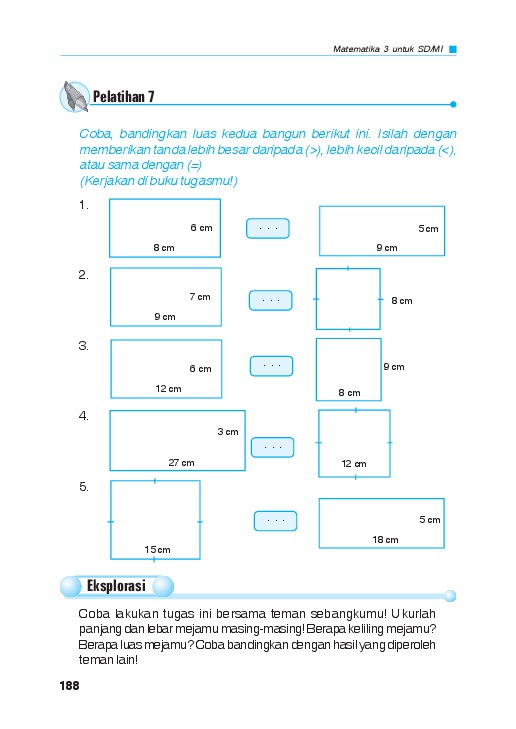 Matematika 3 untuk SD/MI
Pelatihan 7
Coba, bandingkan luas kedua bangun berikut ini. Isilah dengan
memberikan tanda lebih besar daripada (>), lebih kecil daripada (<),
atau sama dengan (=)
(Kerjakan di buku tugasmu!)
1.
6 cm
8 cm
. . .
5 cm
9 cm
2.
7 cm
9 cm
. . .
8 cm
3.
6 cm
12 cm
. . .
9 cm
8 cm
4.
3 cm
27 cm
. . .
12 cm
5.
15 cm
. . .
5 cm
18 cm
Eksplorasi
Coba lakukan tugas ini bersama teman sebangkumu! Ukurlah
panjang dan lebar mejamu masing-masing! Berapa keliling mejamu?
Berapa luas mejamu? Coba bandingkan dengan hasil yang diperoleh
teman lain!
188